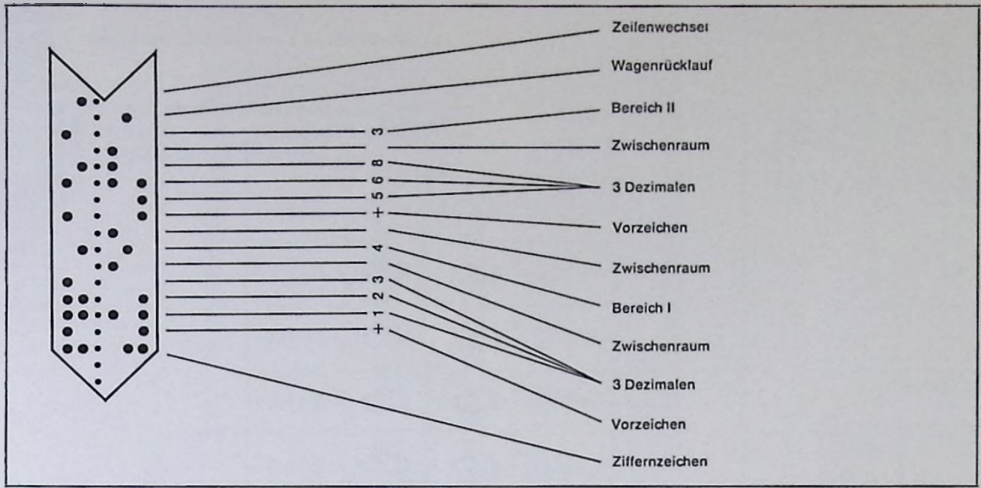 Zeilenwechsel
Wagenrücklauf
3 Bereich II
Zwischenraum
8
6 3 Dezimalen
5
+ Vorzeichen
Zwischenraum
4 Bereich I
Zwischenraum
3
2 3 Dezimalen
1
+ Vorzeichen
Ziffernzeichen